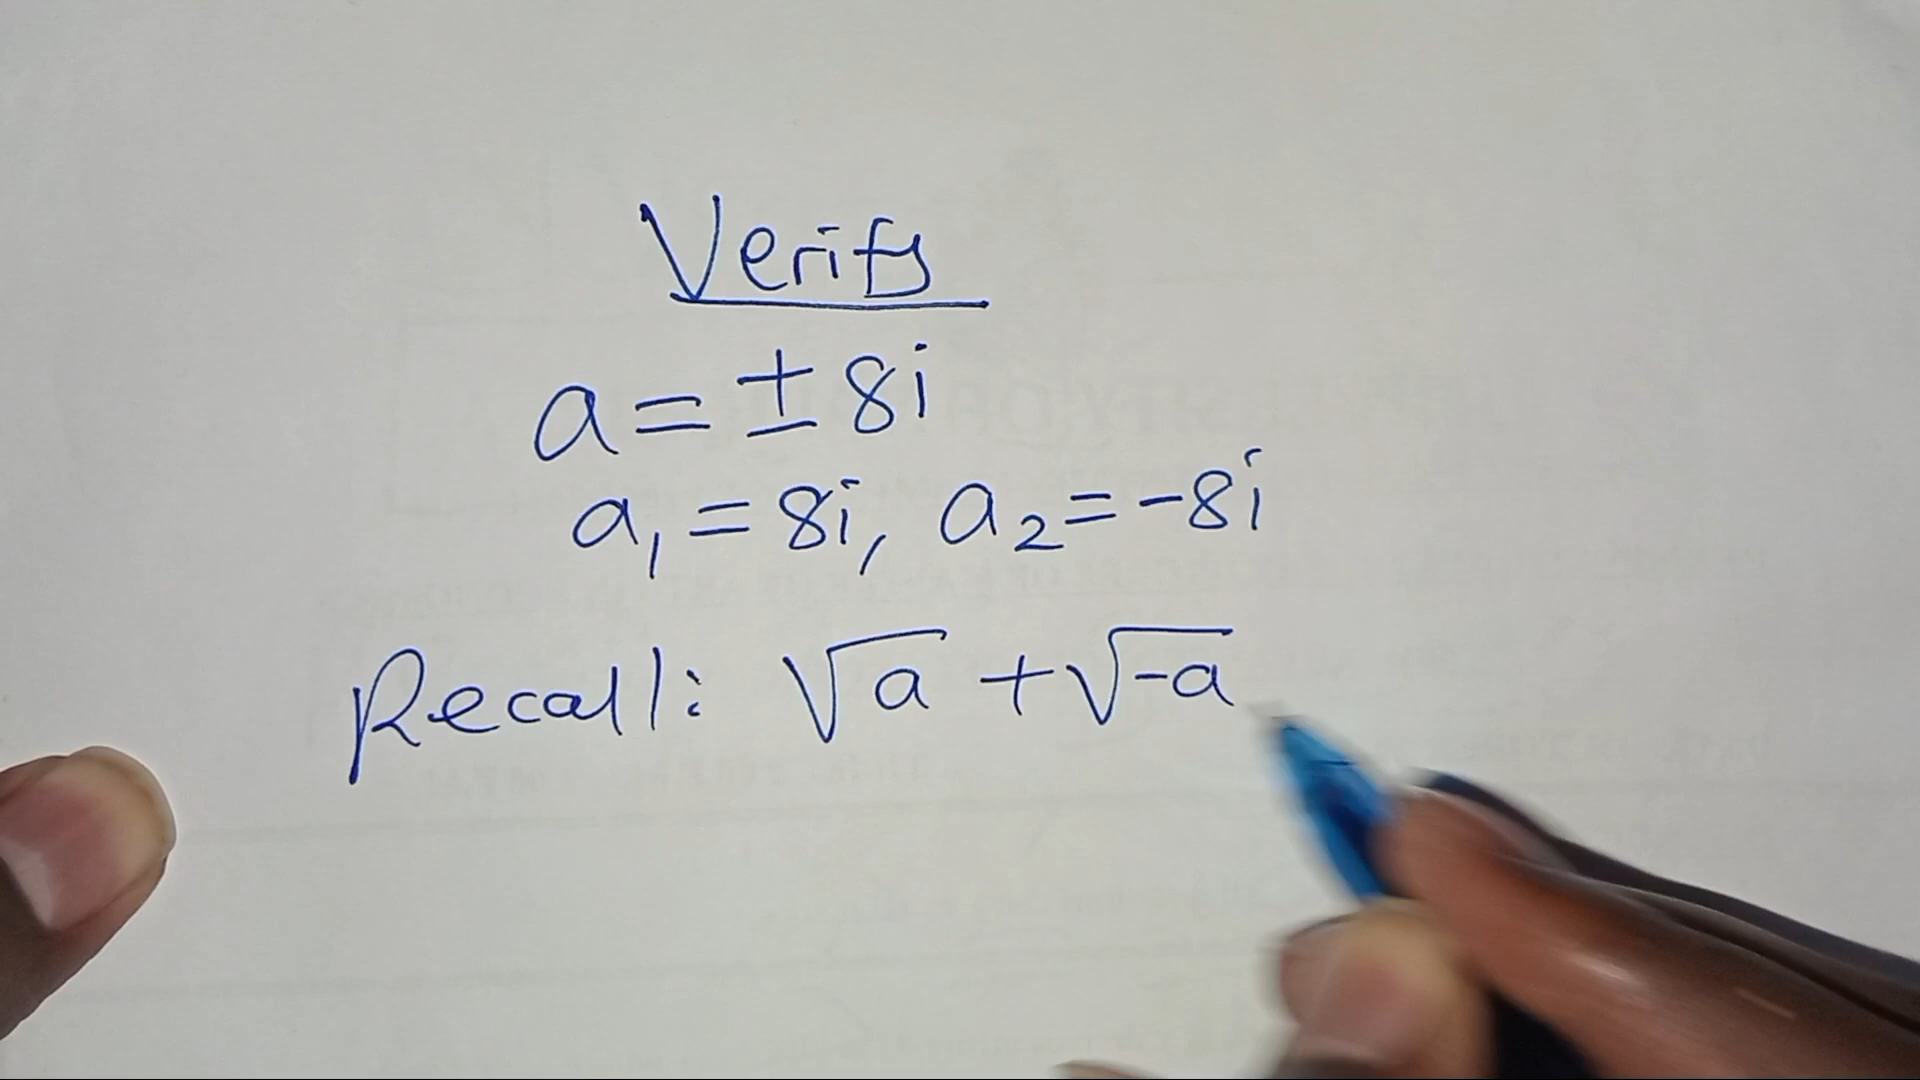 Verify
a = ± 8i
a₁ = 8i, a₂ = -8i
Recall: √a + √-a